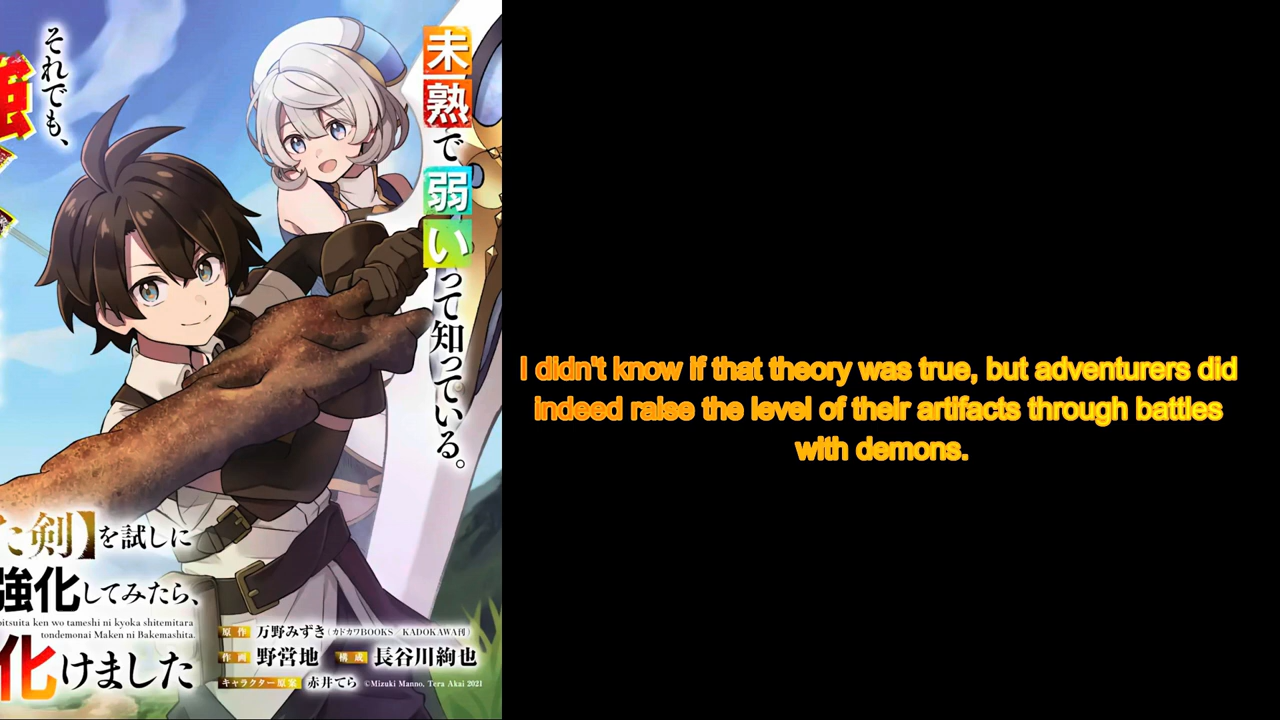 未熟で弱いって知っている。
それでも、
強
た剣】を試しに
強化してみたら、
bitsuita ken wo tameshi ni kyoka shitemitara
tondemonai Maken ni Bakemashita.
化けました
原作 万野みずき(カドカワBOOKS/KADOKAWA刊)
作画 野営地 構成 長谷川絢也
キャラクター原案 赤井てら ©Mizuki Manno, Tera Akai 2021
I didn't know if that theory was true, but adventurers did
indeed raise the level of their artifacts through battles
with demons.